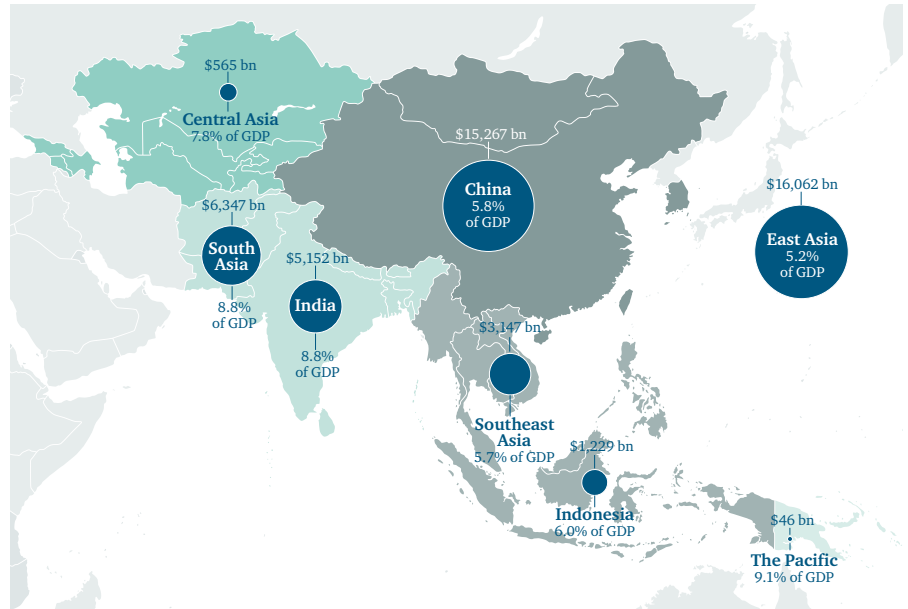 $565 bn
Central Asia
7.8% of GDP
$15,267 bn
China
5.8%
of GDP
$16,062 bn
East Asia
5.2%
of GDP
$6,347 bn
South
Asia
8.8%
of GDP
$5,152 bn
India
8.8%
of GDP
$3,147 bn
Southeast
Asia
5.7% of GDP
$1,229 bn
Indonesia
6.0% of GDP
$46 bn
The Pacific
9.1% of GDP